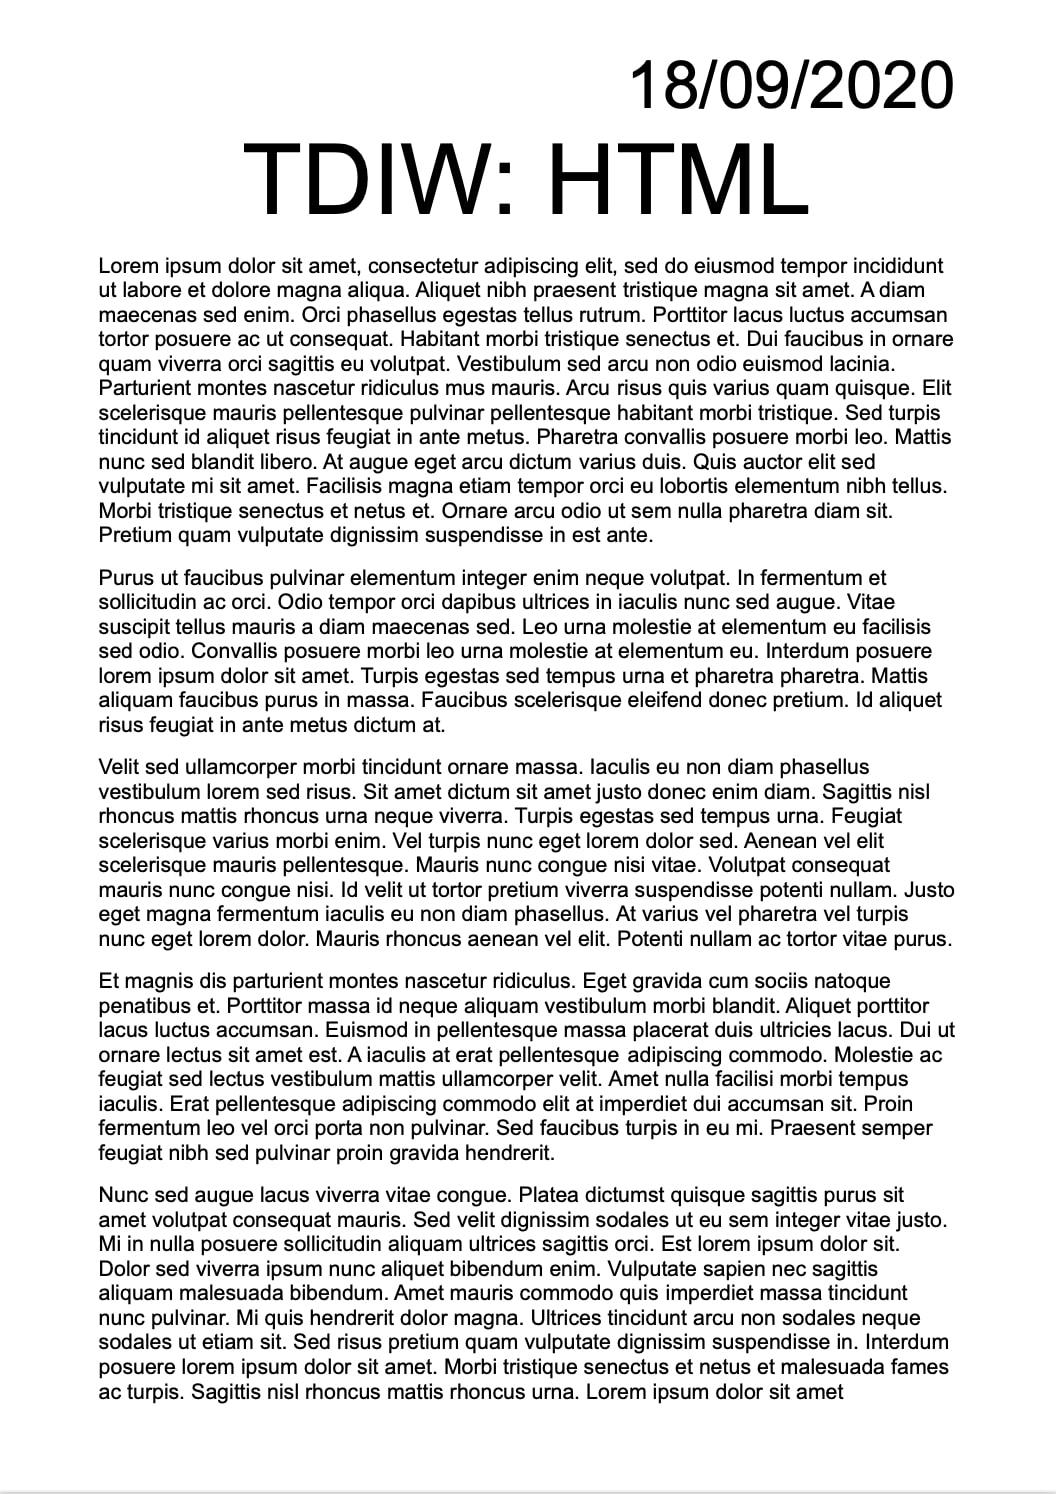 18/09/2020
TDIW: HTML
Lorem ipsum dolor sit amet, consectetur adipiscing elit, sed do eiusmod tempor incididunt
ut labore et dolore magna aliqua. Aliquet nibh praesent tristique magna sit amet. A diam
maecenas sed enim. Orci phasellus egestas tellus rutrum. Porttitor lacus luctus accumsan
tortor posuere ac ut consequat. Habitant morbi tristique senectus et. Dui faucibus in ornare
quam viverra orci sagittis eu volutpat. Vestibulum sed arcu non odio euismod lacinia.
Parturient montes nascetur ridiculus mus mauris. Arcu risus quis varius quam quisque. Elit
scelerisque mauris pellentesque pulvinar pellentesque habitant morbi tristique. Sed turpis
tincidunt id aliquet risus feugiat in ante metus. Pharetra convallis posuere morbi leo. Mattis
nunc sed blandit libero. At augue eget arcu dictum varius duis. Quis auctor elit sed
vulputate mi sit amet. Facilisis magna etiam tempor orci eu lobortis elementum nibh tellus.
Morbi tristique senectus et netus et. Ornare arcu odio ut sem nulla pharetra diam sit.
Pretium quam vulputate dignissim suspendisse in est ante.
Purus ut faucibus pulvinar elementum integer enim neque volutpat. In fermentum et
sollicitudin ac orci. Odio tempor orci dapibus ultrices in iaculis nunc sed augue. Vitae
suscipit tellus mauris a diam maecenas sed. Leo urna molestie at elementum eu facilisis
sed odio. Convallis posuere morbi leo urna molestie at elementum eu. Interdum posuere
lorem ipsum dolor sit amet. Turpis egestas sed tempus urna et pharetra pharetra. Mattis
aliquam faucibus purus in massa. Faucibus scelerisque eleifend donec pretium. Id aliquet
risus feugiat in ante metus dictum at.
Velit sed ullamcorper morbi tincidunt ornare massa. Iaculis eu non diam phasellus
vestibulum lorem sed risus. Sit amet dictum sit amet justo donec enim diam. Sagittis nisl
rhoncus mattis rhoncus urna neque viverra. Turpis egestas sed tempus urna. Feugiat
scelerisque varius morbi enim. Vel turpis nunc eget lorem dolor sed. Aenean vel elit
scelerisque mauris pellentesque. Mauris nunc congue nisi vitae. Volutpat consequat
mauris nunc congue nisi. Id velit ut tortor pretium viverra suspendisse potenti nullam. Justo
eget magna fermentum iaculis eu non diam phasellus. At varius vel pharetra vel turpis
nunc eget lorem dolor. Mauris rhoncus aenean vel elit. Potenti nullam ac tortor vitae purus.
Et magnis dis parturient montes nascetur ridiculus. Eget gravida cum sociis natoque
penatibus et. Porttitor massa id neque aliquam vestibulum morbi blandit. Aliquet porttitor
lacus luctus accumsan. Euismod in pellentesque massa placerat duis ultricies lacus. Dui ut
ornare lectus sit amet est. A iaculis at erat pellentesque adipiscing commodo. Molestie ac
feugiat sed lectus vestibulum mattis ullamcorper velit. Amet nulla facilisi morbi tempus
iaculis. Erat pellentesque adipiscing commodo elit at imperdiet dui accumsan sit. Proin
fermentum leo vel orci porta non pulvinar. Sed faucibus turpis in eu mi. Praesent semper
feugiat nibh sed pulvinar proin gravida hendrerit.
Nunc sed augue lacus viverra vitae congue. Platea dictumst quisque sagittis purus sit
amet volutpat consequat mauris. Sed velit dignissim sodales ut eu sem integer vitae justo.
Mi in nulla posuere sollicitudin aliquam ultrices sagittis orci. Est lorem ipsum dolor sit.
Dolor sed viverra ipsum nunc aliquet bibendum enim. Vulputate sapien nec sagittis
aliquam malesuada bibendum. Amet mauris commodo quis imperdiet massa tincidunt
nunc pulvinar. Mi quis hendrerit dolor magna. Ultrices tincidunt arcu non sodales neque
sodales ut etiam sit. Sed risus pretium quam vulputate dignissim suspendisse in. Interdum
posuere lorem ipsum dolor sit amet. Morbi tristique senectus et netus et malesuada fames
ac turpis. Sagittis nisl rhoncus mattis rhoncus urna. Lorem ipsum dolor sit amet